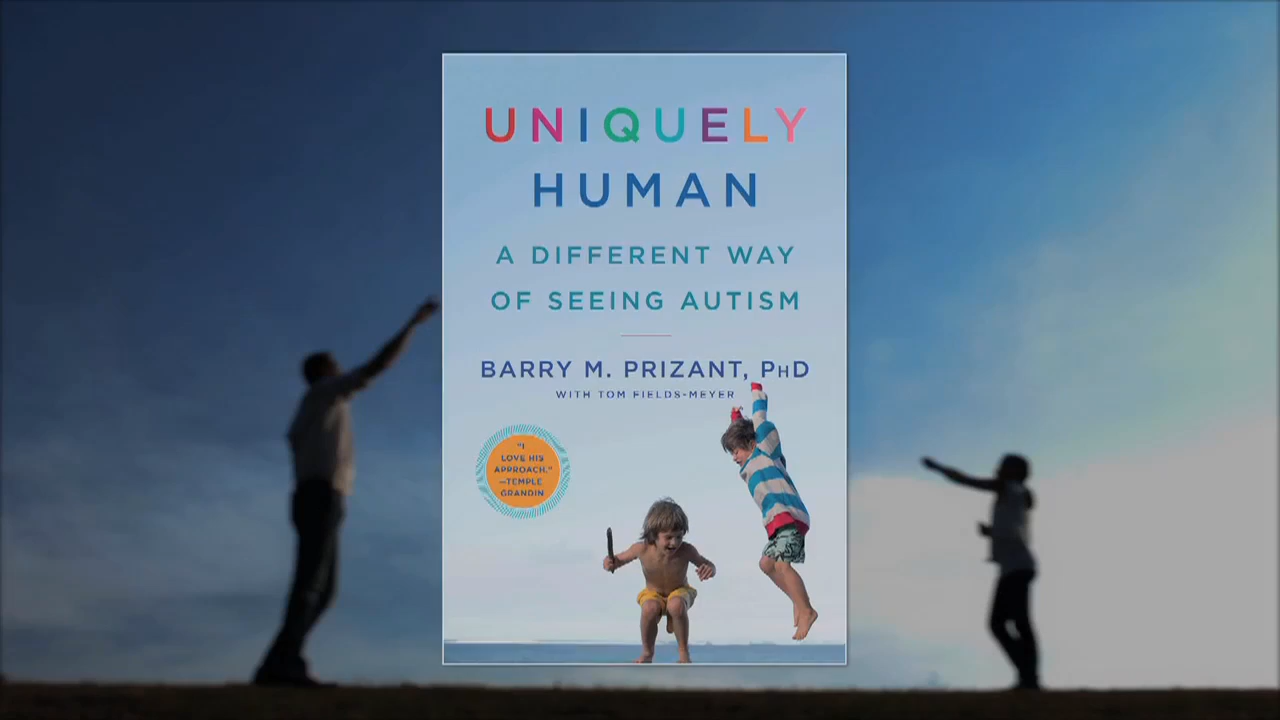 UNIQUELY
HUMAN
A DIFFERENT WAY
OF SEEING AUTISM
BARRY M. PRIZANT, PHD
WITH TOM FIELDS-MEYER
"I
LOVE HIS
APPROACH."
—TEMPLE
GRANDIN